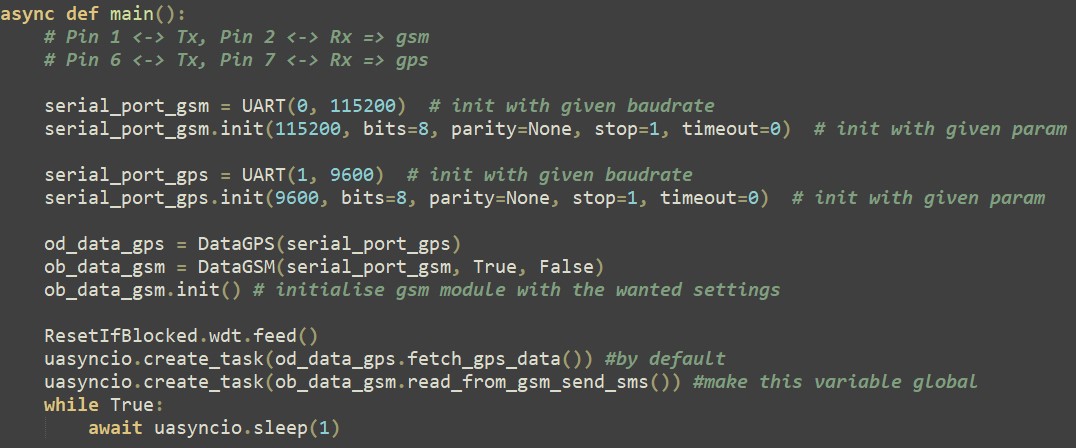 async def main():
    # Pin 1 <-> Tx, Pin 2 <-> Rx => gsm
    # Pin 6 <-> Tx, Pin 7 <-> Rx => gps

    serial_port_gsm = UART(0, 115200)  # init with given baudrate
    serial_port_gsm.init(115200, bits=8, parity=None, stop=1, timeout=0)  # init with given param

    serial_port_gps = UART(1, 9600)  # init with given baudrate
    serial_port_gps.init(9600, bits=8, parity=None, stop=1, timeout=0)  # init with given param

    od_data_gps = DataGPS(serial_port_gps)
    ob_data_gsm = DataGSM(serial_port_gsm, True, False)
    ob_data_gsm.init() # initialise gsm module with the wanted settings

    ResetIfBlocked.wdt.feed()
    uasyncio.create_task(od_data_gps.fetch_gps_data()) #by default
    uasyncio.create_task(ob_data_gsm.read_from_gsm_send_sms()) #make this variable global
    while True:
        await uasyncio.sleep(1)